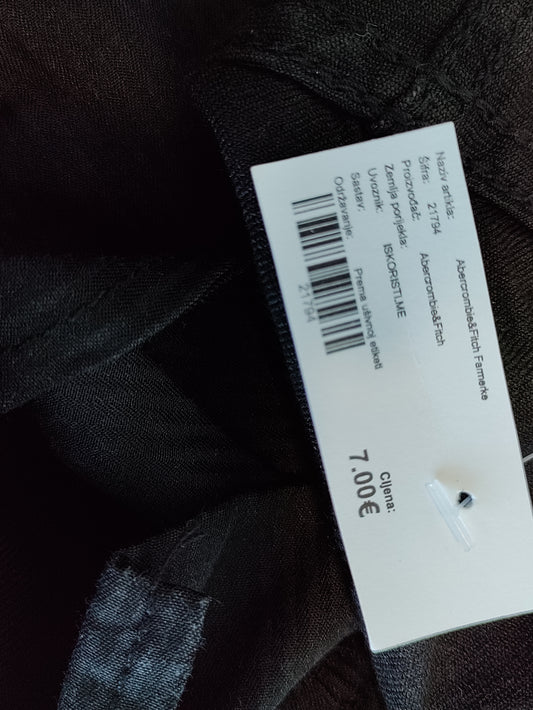 Naziv artikla: Abercrombie&Fitch Farmerke
Šifra: 21794
Proizvođač: Abercrombie&Fitch
Zemlja porijekla:
Uvoznik: ISKORISTI.ME
Sastav:
Održavanje: Prema ušivnoj etiketi
21794
Cijena:
7.00€